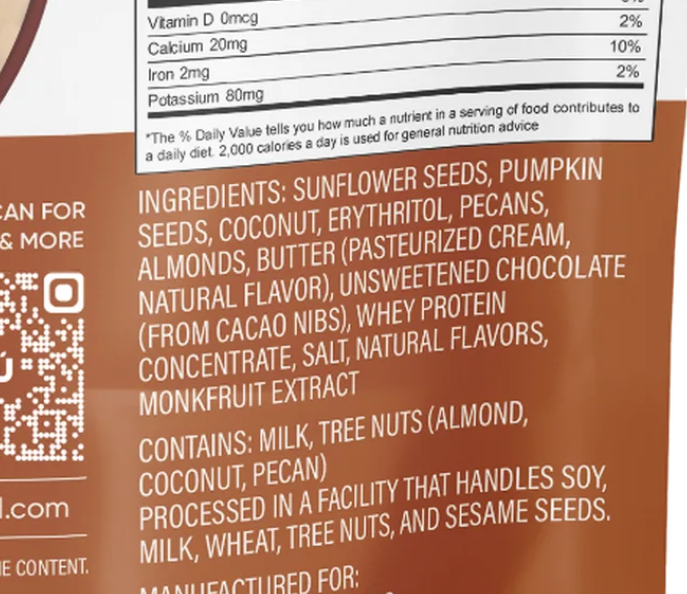 Vitamin D 0mcg
2%
Calcium 20mg
10%
Iron 2mg
2%
Potassium 80mg
*The % Daily Value tells you how much a nutrient in a serving of food contributes to
a daily diet. 2,000 calories a day is used for general nutrition advice
INGREDIENTS: SUNFLOWER SEEDS, PUMPKIN
SEEDS, COCONUT, ERYTHRITOL, PECANS,
ALMONDS, BUTTER (PASTEURIZED CREAM,
NATURAL FLAVOR), UNSWEETENED CHOCOLATE
(FROM CACAO NIBS), WHEY PROTEIN
CONCENTRATE, SALT, NATURAL FLAVORS,
MONKFRUIT EXTRACT
CONTAINS: MILK, TREE NUTS (ALMOND,
COCONUT, PECAN)
PROCESSED IN A FACILITY THAT HANDLES SOY,
MILK, WHEAT, TREE NUTS, AND SESAME SEEDS.
MANUFACTURED FOR:
FOR
& MORE
.com
CONTENT.